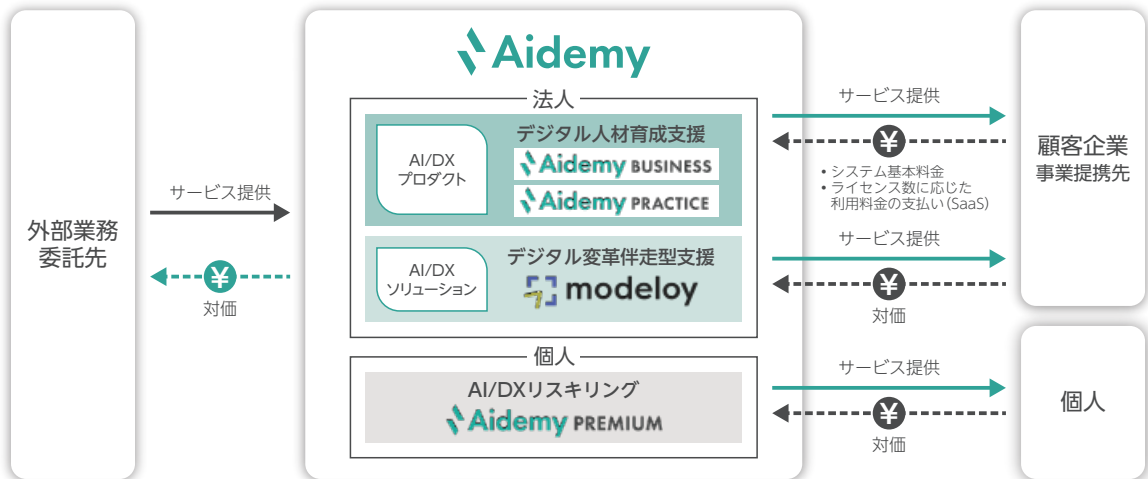 外部業務
委託先
サービス提供
¥
対価
Aidemy
法人
AI/DX
プロダクト
デジタル人材育成支援
Aidemy BUSINESS
Aidemy PRACTICE
AI/DX
ソリューション
デジタル変革伴走型支援
modeloy
個人
AI/DXリスキリング
Aidemy PREMIUM
サービス提供
¥
• システム基本料金
• ライセンス数に応じた
利用料金の支払い(SaaS)
サービス提供
¥
対価
サービス提供
¥
対価
顧客企業
事業提携先
個人